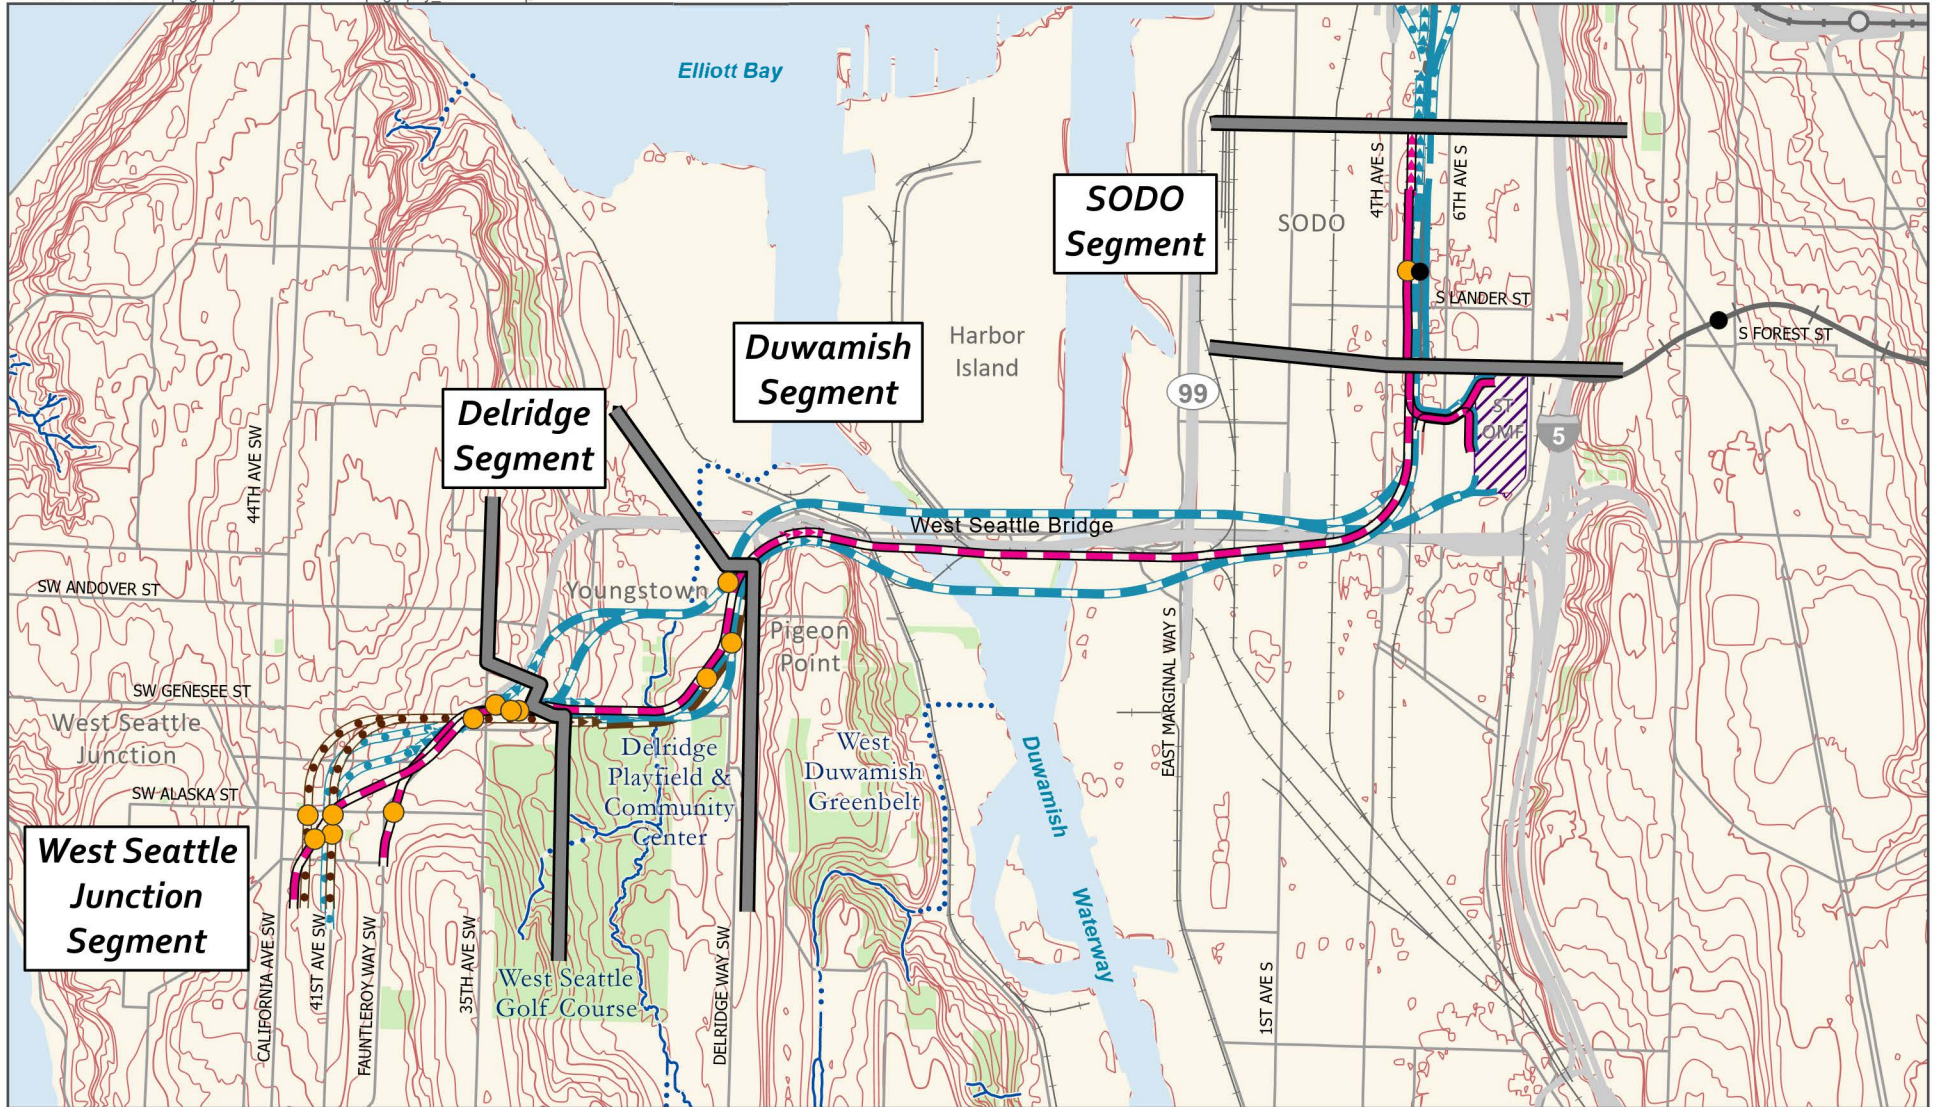 Elliott Bay
SODO
Segment
4TH AVE S
6TH AVE S
SODO
S LANDER ST
S FOREST ST
Duwamish
Segment
Harbor
Island
99
ST
OMF
5
Delridge
Segment
44TH AVE SW
West Seattle Bridge
SW ANDOVER ST
Youngstown
Pigeon
Point
EAST MARGINAL WAY S
SW GENESEE ST
West Seattle
Junction
SW ALASKA ST
Delridge
Playfield &
Community
Center
West
Duwamish
Greenbelt
Duwamish
Waterway
West Seattle
Junction
Segment
CALIFORNIA AVE SW
41ST AVE SW
FAUNTLEROY WAY SW
35TH AVE SW
West Seattle
Golf Course
DELRIDGE WAY SW
1ST AVE S